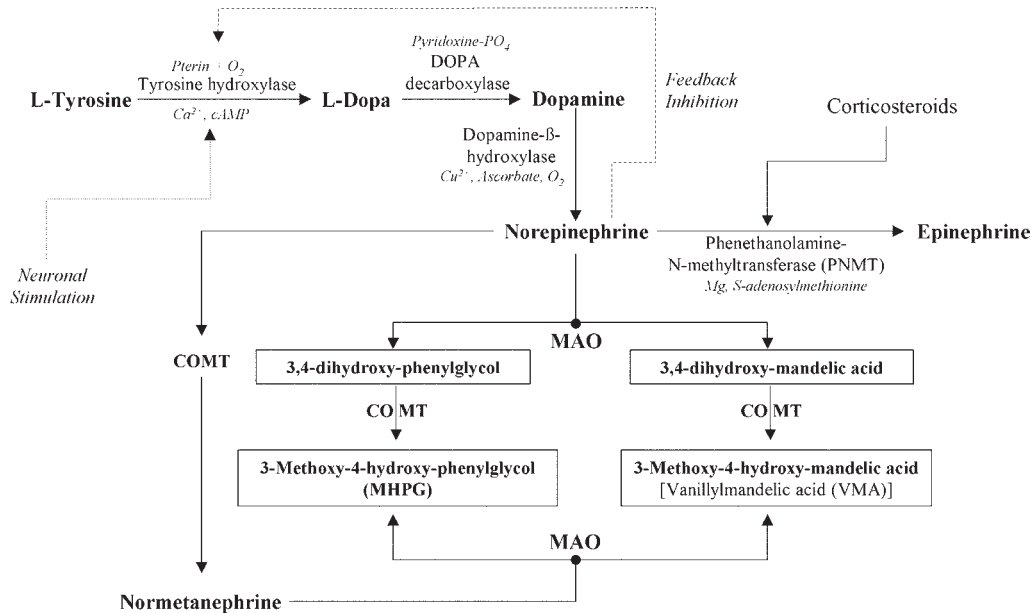 Pterin + O2
Tyrosine hydroxylase
L-Tyrosine
Ca2+, cAMP
L-Dopa
Pyridoxine-PO4
DOPA
decarboxylase
Dopamine
Feedback
Inhibition
Corticosteroids
Dopamine-ß-
hydroxylase
Cu2+, Ascorbate, O2
Neuronal
Stimulation
Norepinephrine
Phenethanolamine-
N-methyltransferase (PNMT)
Mg, S-adenosylmethionine
Epinephrine
COMT
MAO
3,4-dihydroxy-phenylglycol
3,4-dihydroxy-mandelic acid
COMT
COMT
3-Methoxy-4-hydroxy-phenylglycol
(MHPG)
3-Methoxy-4-hydroxy-mandelic acid
[Vanillylmandelic acid (VMA)]
MAO
Normetanephrine